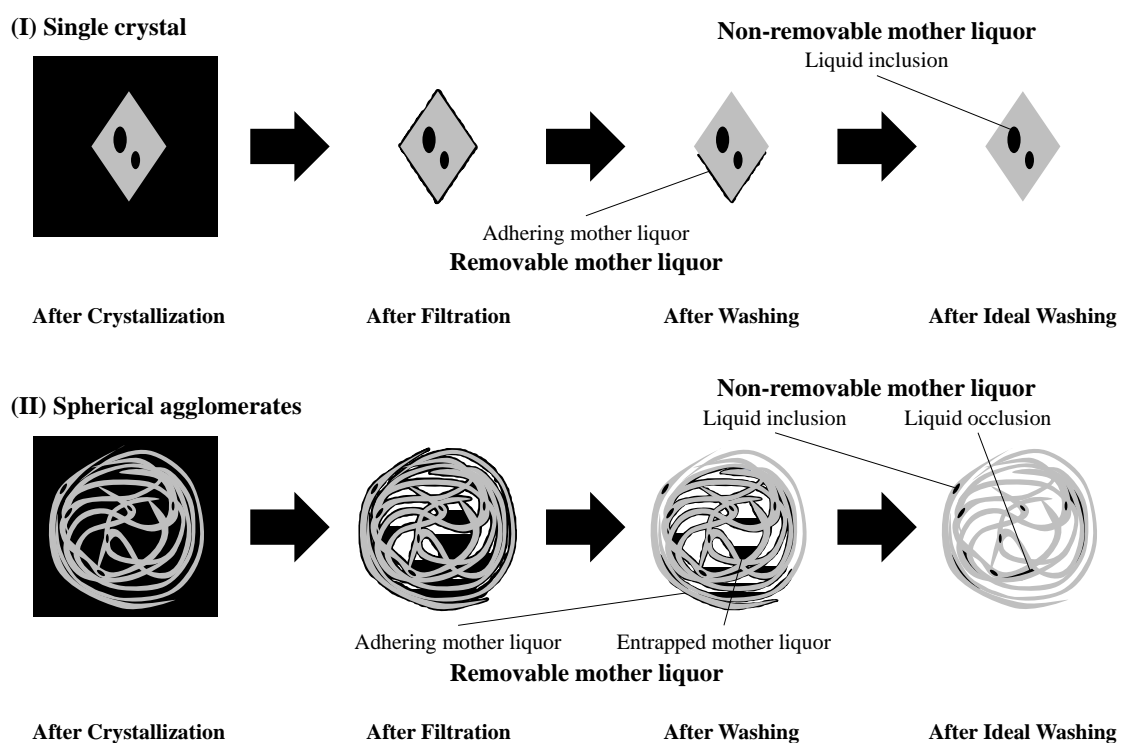 (I) Single crystal
Non-removable mother liquor
Liquid inclusion
Adhering mother liquor
Removable mother liquor
After Crystallization
After Filtration
After Washing
After Ideal Washing
(II) Spherical agglomerates
Non-removable mother liquor
Liquid inclusion
Liquid occlusion
Adhering mother liquor
Entrapped mother liquor
Removable mother liquor
After Crystallization
After Filtration
After Washing
After Ideal Washing